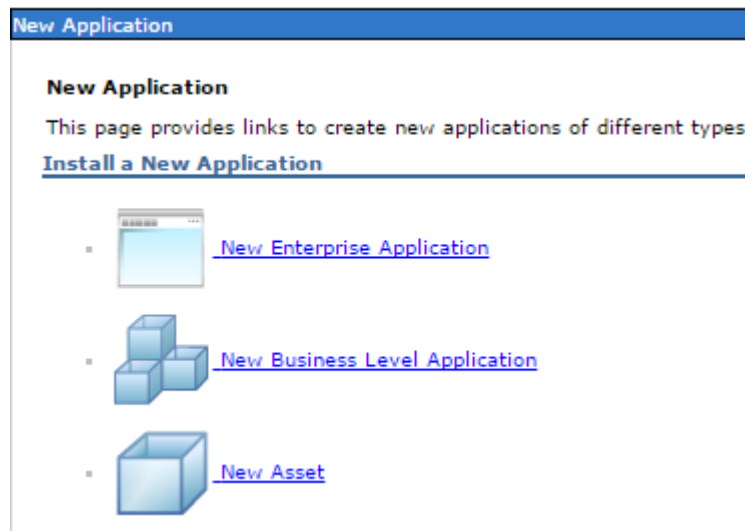 New Application
New Application
This page provides links to create new applications of different types
Install a New Application
New Enterprise Application
New Business Level Application
New Asset